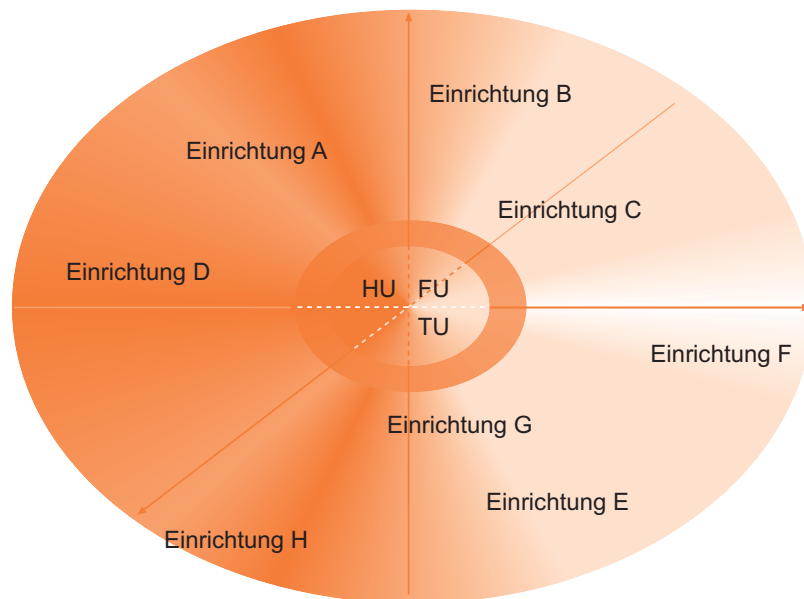 Einrichtung B
Einrichtung A
Einrichtung C
Einrichtung D
HU FU
TU
Einrichtung F
Einrichtung G
Einrichtung E
Einrichtung H